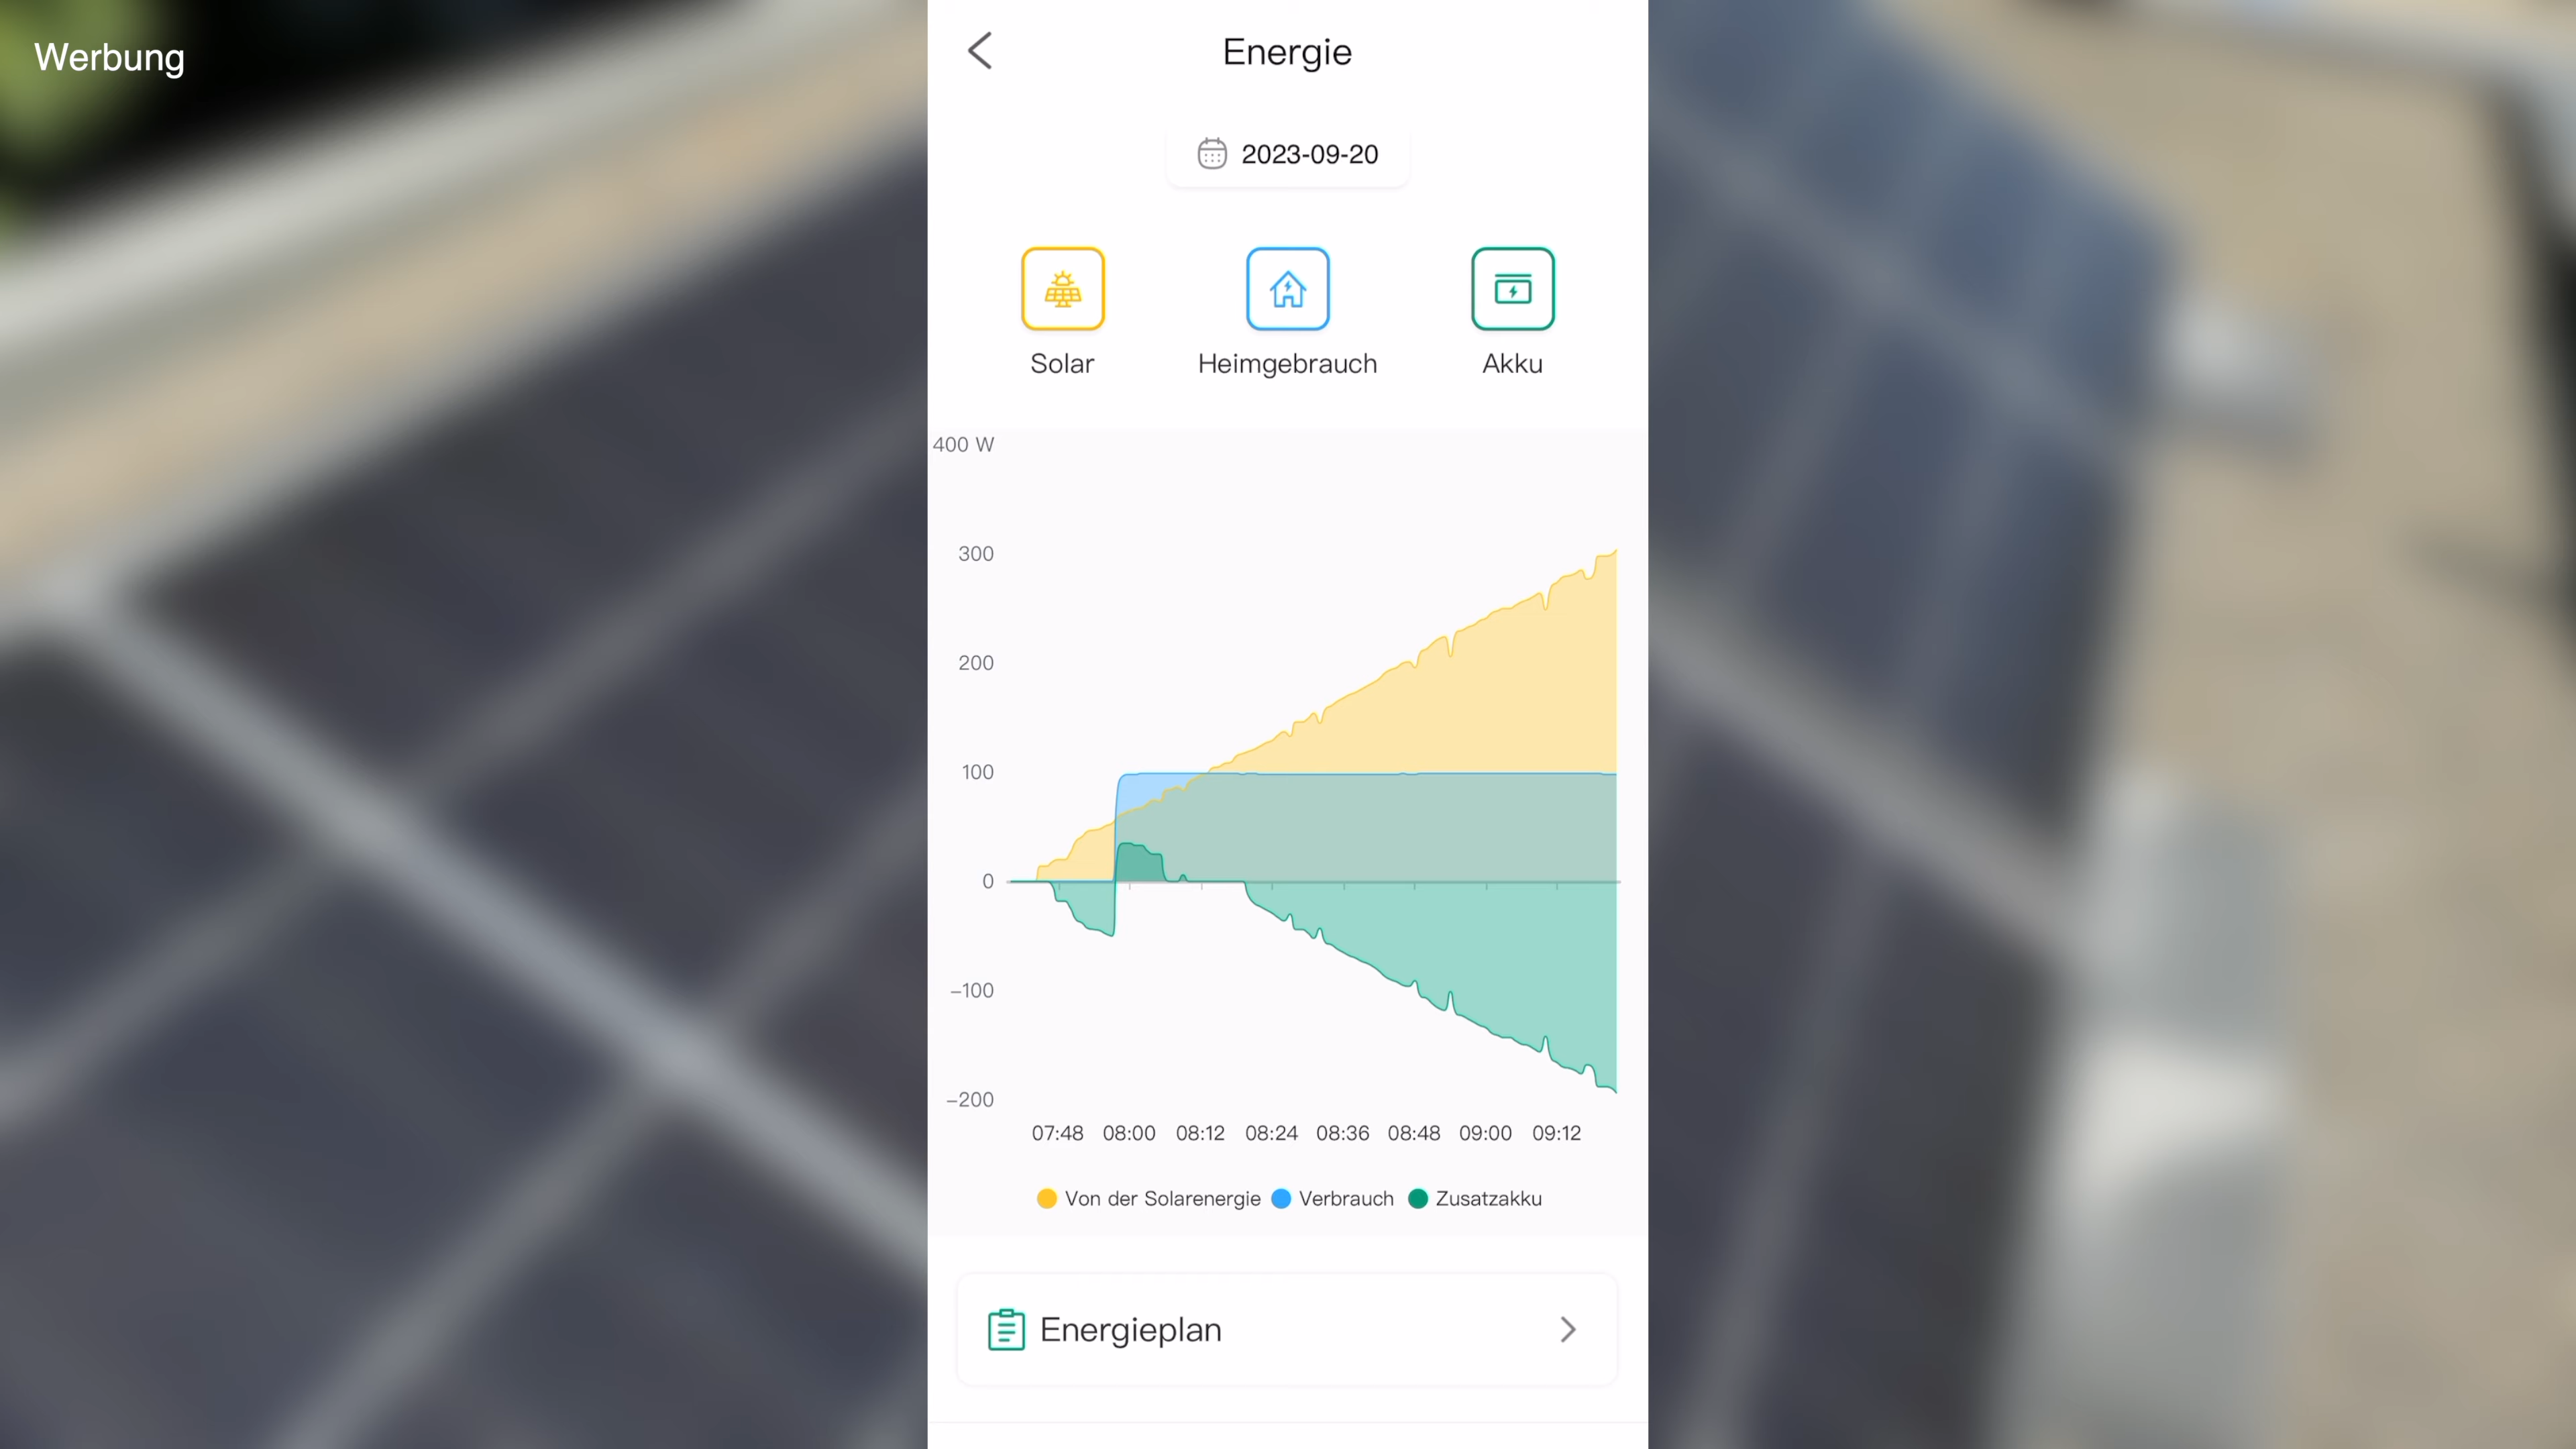 Werbung
Energie
2023-09-20
Solar
Heimgebrauch
Akku
400 W
300
200
100
0
−100
−200
07:48 08:00 08:12 08:24 08:36 08:48 09:00 09:12
Von der Solarenergie Verbrauch Zusatzakku
Energieplan